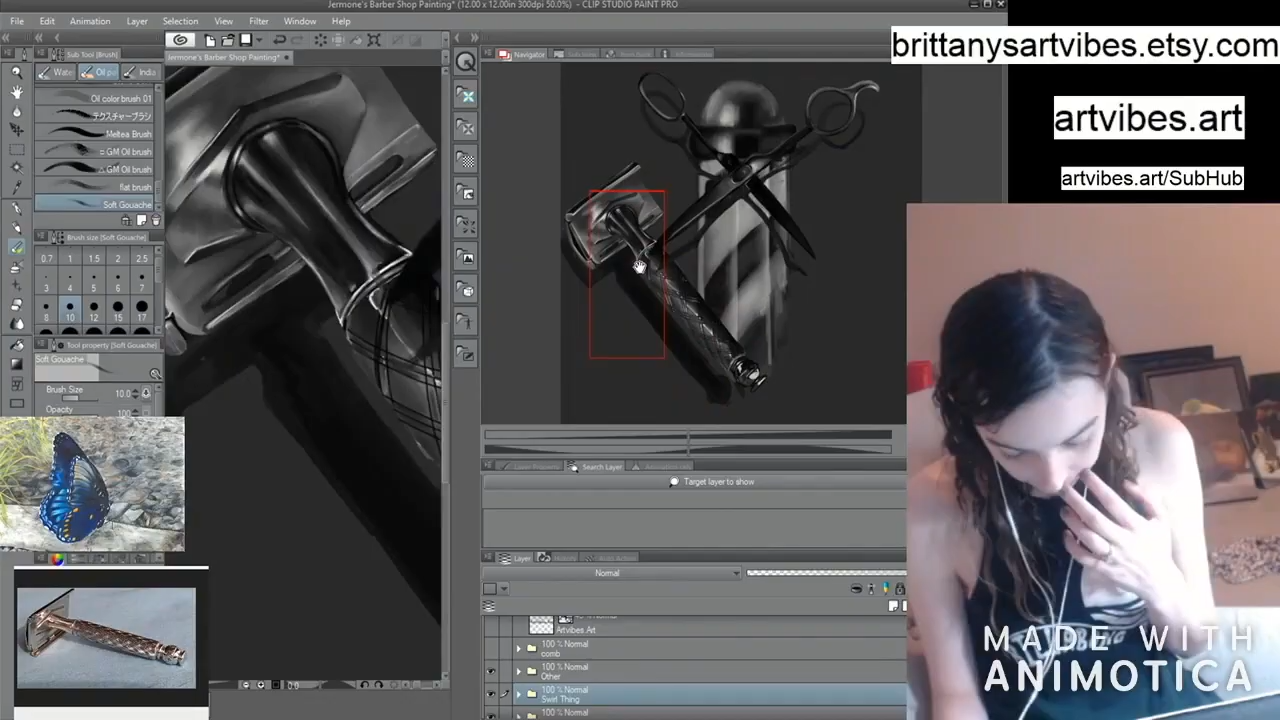 Jermone's Barber Shop Painting* (12.00 x 12.00in 300dpi 50.0%) - CLIP STUDIO PAINT PRO
File Edit Animation Layer Selection View Filter Window Help
Sub Tool [Brush]
Jermone's Barber Shop Painting*
Navigator
Oil color brush 01
テクスチャーブラシ
Meltea Brush
GM Oil brush
GM Oil brush
flat brush
Soft Gouache
Brush size [Soft Gouache]
0.7 1 1.5 2 2.5
3 4 5 6 7
8 10 12 15 17
Tool property [Soft Gouache]
Soft Gouache
Brush Size 10.0
Opacity 100
Search Layer
Target layer to show
Layer
Normal
Artvibes Art
100 % Normal
comb
100 % Normal
Other
100 % Normal
Swirl Thing
100 % Normal
brittanysartvibes.etsy.com
artvibes.art
artvibes.art/SubHub
MADE WITH
ANIMOTICA